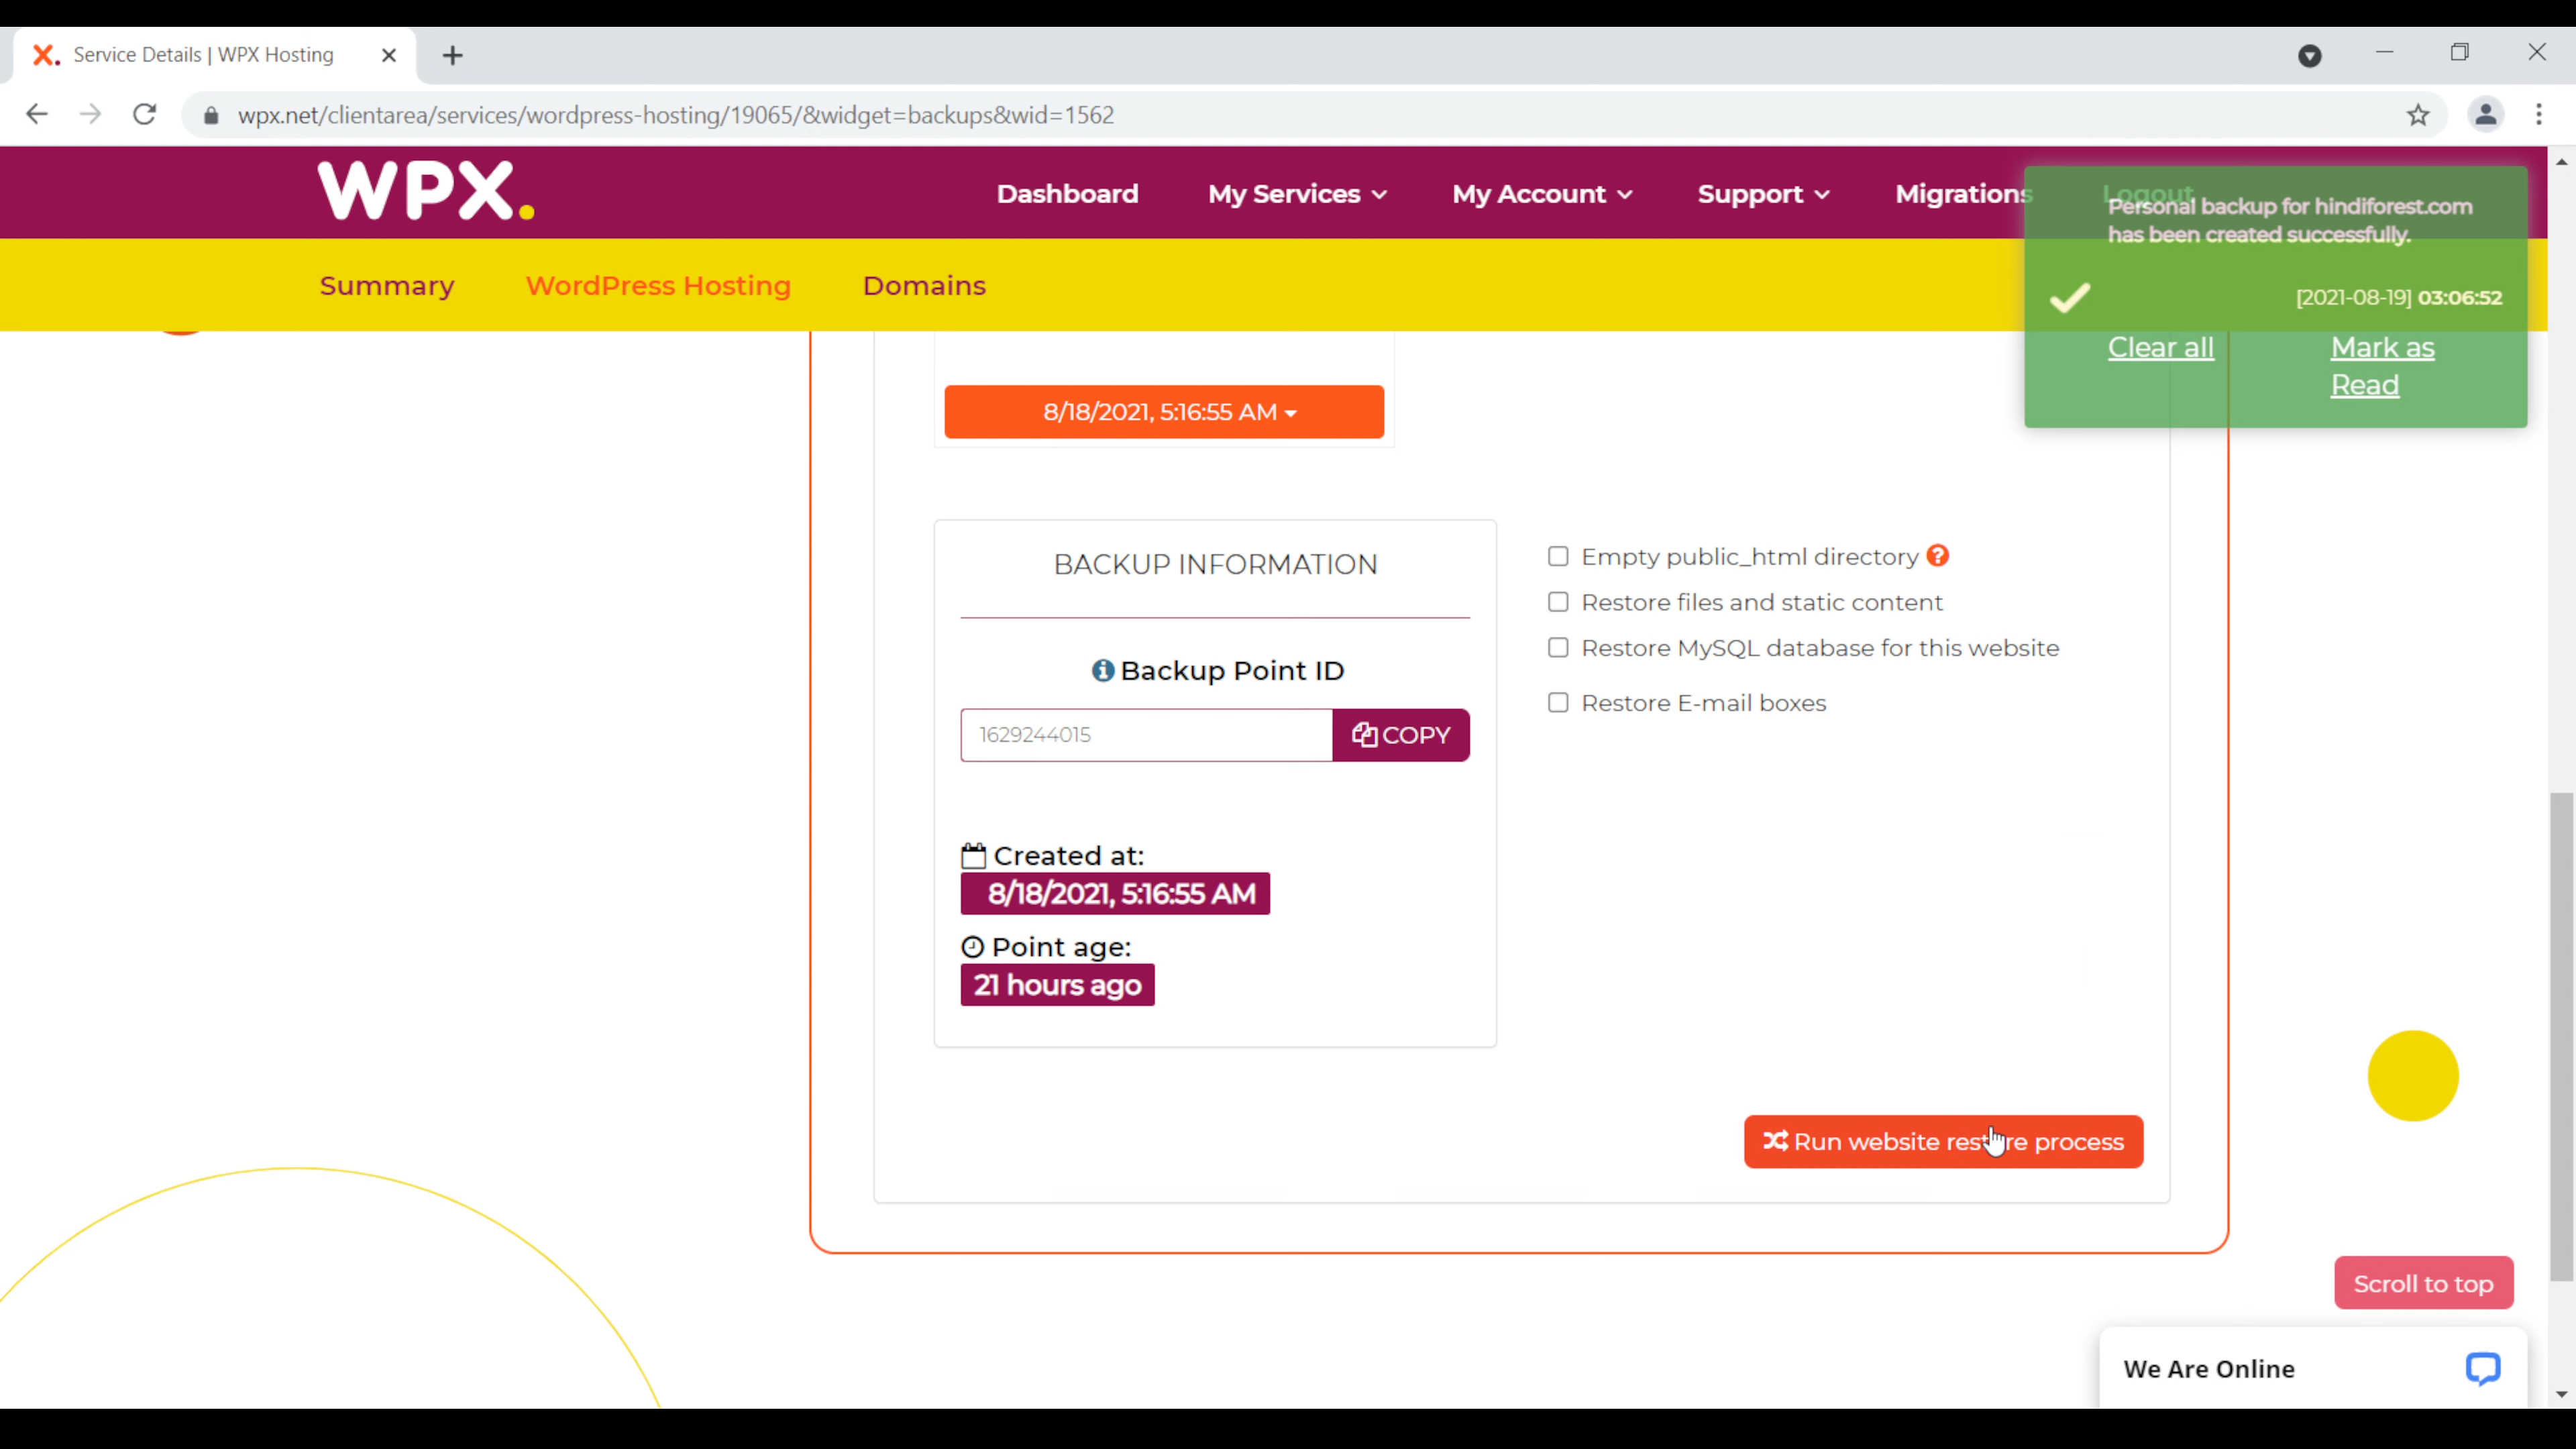 Service Details | WPX Hosting
wpx.net/clientarea/services/wordpress-hosting/19065/&widget=backups&wid=1562
WPX.
Dashboard My Services My Account Support Migrations Logout
Personal backup for hindiforest.com
has been created successfully.
[2021-08-19] 03:06:52
Clear all Mark as
Read
Summary WordPress Hosting Domains
8/18/2021, 5:16:55 AM
BACKUP INFORMATION
Backup Point ID
1629244015 COPY
Created at:
8/18/2021, 5:16:55 AM
Point age:
21 hours ago
Empty public_html directory
Restore files and static content
Restore MySQL database for this website
Restore E-mail boxes
Run website restore process
Scroll to top
We Are Online